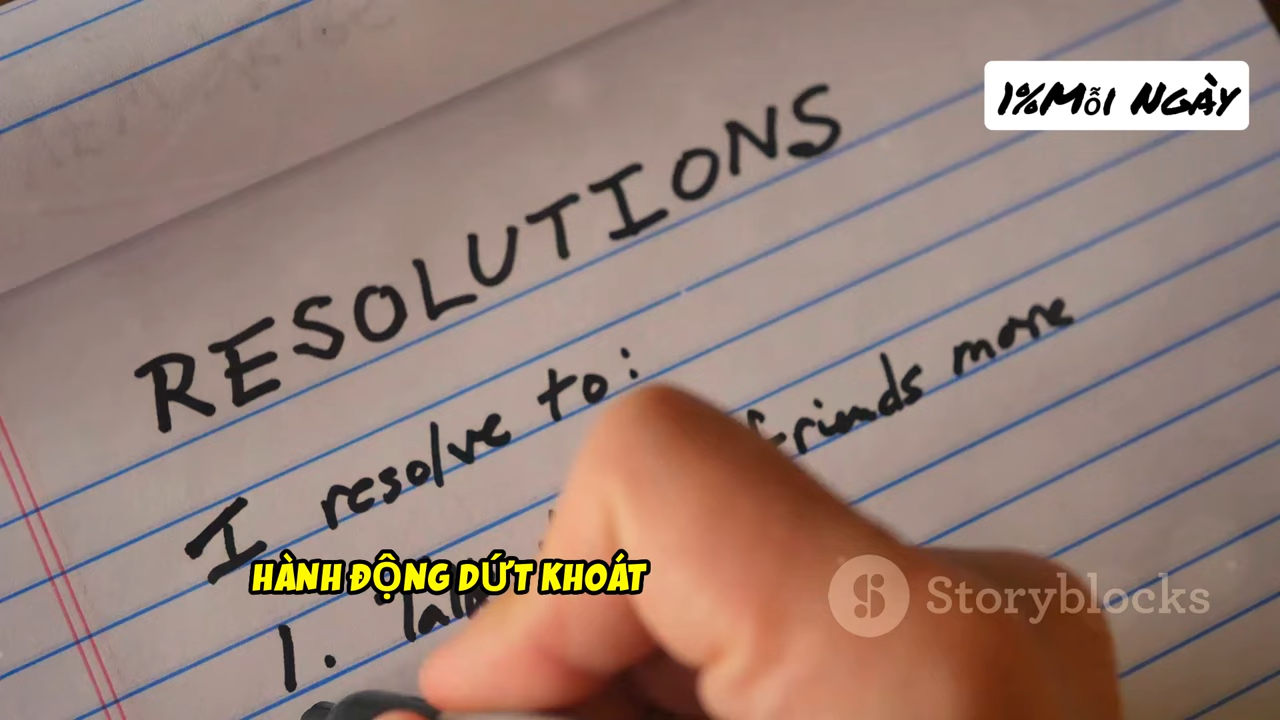 1%Mỗi Ngày
RESOLUTIONS
I resolve to:
friends more
1.
HÀNH ĐỘNG DỨT KHOÁT
Storyblocks